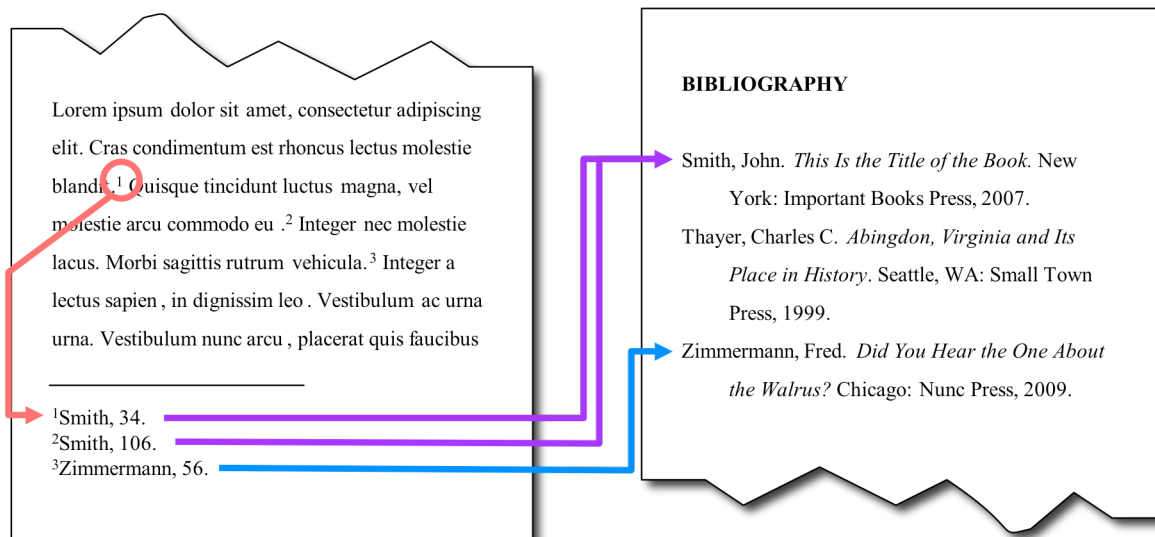 Lorem ipsum dolor sit amet, consectetur adipiscing
elit. Cras condimentum est rhoncus lectus molestie
blandit.¹ Quisque tincidunt luctus magna, vel
molestie arcu commodo eu .² Integer nec molestie
lacus. Morbi sagittis rutrum vehicula.³ Integer a
lectus sapien , in dignissim leo . Vestibulum ac urna
urna. Vestibulum nunc arcu , placerat quis faucibus
¹Smith, 34.
²Smith, 106.
³Zimmermann, 56.
BIBLIOGRAPHY
Smith, John. This Is the Title of the Book. New
York: Important Books Press, 2007.
Thayer, Charles C. Abingdon, Virginia and Its
Place in History. Seattle, WA: Small Town
Press, 1999.
Zimmermann, Fred. Did You Hear the One About
the Walrus? Chicago: Nunc Press, 2009.